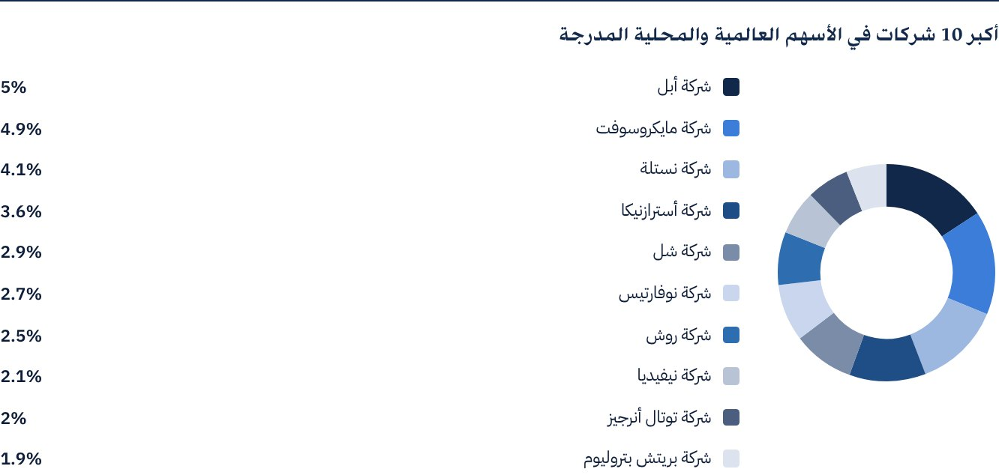 أكبر 10 شركات في الأسهم العالمية والمحلية المدرجة
شركة أبل 5%
شركة مايكروسوفت 4.9%
شركة نستلة 4.1%
شركة أسترازنيكا 3.6%
شركة شل 2.9%
شركة نوفارتيس 2.7%
شركة روش 2.5%
شركة نيفيديا 2.1%
شركة توتال أنرجيز 2%
شركة بريتش بتروليوم 1.9%